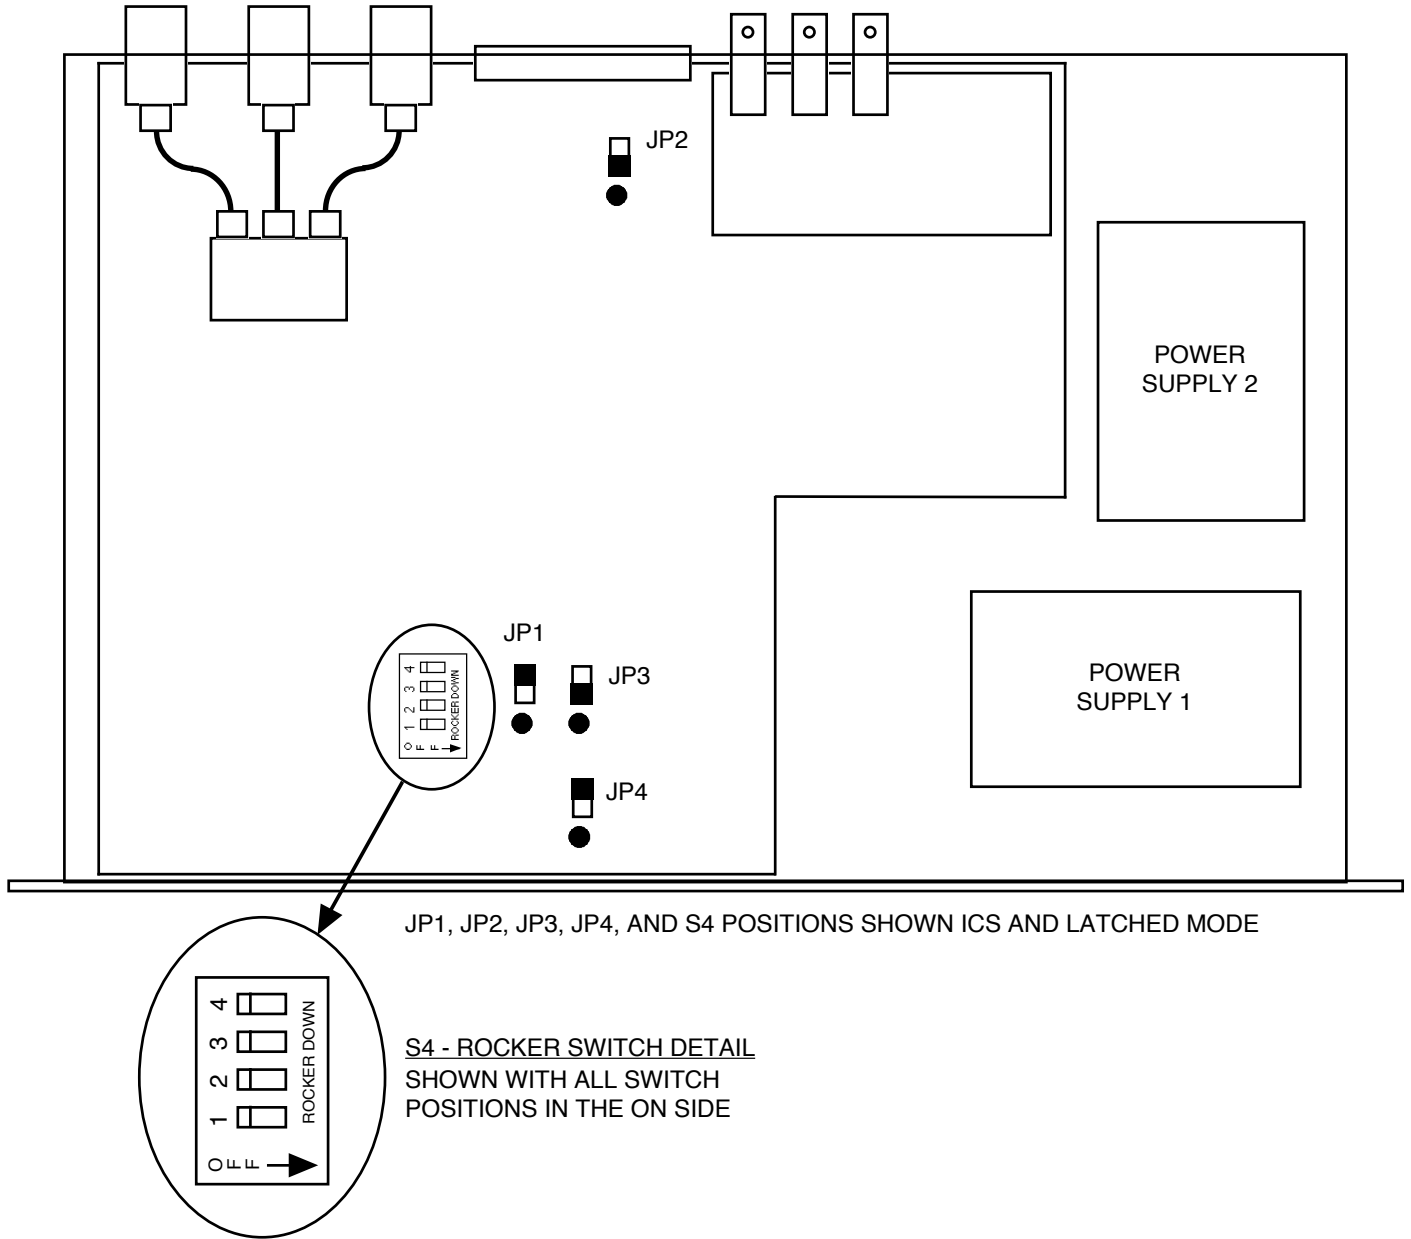 JP2
POWER
SUPPLY 2
JP1
JP3
4
3
2
1
ROCKER DOWN
OFF
POWER
SUPPLY 1
JP4
JP1, JP2, JP3, JP4, AND S4 POSITIONS SHOWN ICS AND LATCHED MODE
4
3
2
1
ROCKER DOWN
OFF
S4 - ROCKER SWITCH DETAIL
SHOWN WITH ALL SWITCH
POSITIONS IN THE ON SIDE